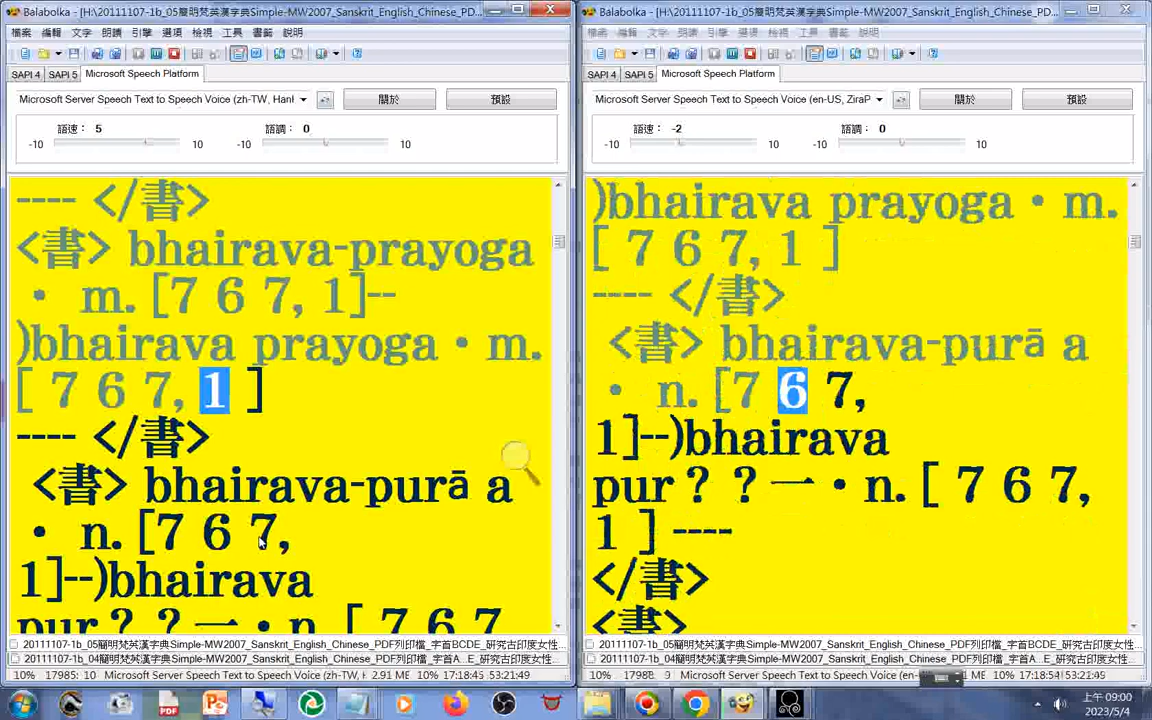 Balabolka - [H:\20111107-1b_05簡明梵英漢字典Simple-MW2007_Sanskrit_English_Chinese_PD...
檔案 編輯 文字 朗讀 引擎 選項 檢視 工具 書籤 說明
SAPI 4 SAPI 5 Microsoft Speech Platform
Microsoft Server Speech Text to Speech Voice (zh-TW, Hanl
關於 預設
語速： 5 語調： 0
-10 10 -10 10
---- </書>
<書> bhairava-prayoga
• m. [7 6 7, 1]--
)bhairava prayoga • m.
[ 7 6 7, 1 ]
---- </書>
<書> bhairava-purā a
• n. [7 6 7,
1]--)bhairava
pur？？一 • n. [ 7 6 7,
20111107-1b_05簡明梵英漢字典Simple-MW2007_Sanskrit_English_Chinese_PDF列印檔_字首BCDE_研究古印度女性...
20111107-1b_04簡明梵英漢字典Simple-MW2007_Sanskrit_English_Chinese_PDF列印檔_字首A...E_研究古印度女性...
10% 17985: 10 Microsoft Server Speech Text to Speech Voice (zh-TW, 2.91 MB 10% 17:18:45 53:21:49
Balabolka - [H:\20111107-1b_05簡明梵英漢字典Simple-MW2007_Sanskrit_English_Chinese_PD...
檔案 編輯 文字 朗讀 引擎 選項 檢視 工具 書籤 說明
SAPI 4 SAPI 5 Microsoft Speech Platform
Microsoft Server Speech Text to Speech Voice (en-US, ZiraP
關於 預設
語速： -2 語調： 0
-10 10 -10 10
)bhairava prayoga • m.
[ 7 6 7, 1 ]
---- </書>
<書> bhairava-purā a
• n. [7 6 7,
1]--)bhairava
pur？？一 • n. [ 7 6 7,
1 ] ----
</書>
<書>
20111107-1b_05簡明梵英漢字典Simple-MW2007_Sanskrit_English_Chinese_PDF列印檔_字首BCDE_研究古印度女性...
20111107-1b_04簡明梵英漢字典Simple-MW2007_Sanskrit_English_Chinese_PDF列印檔_字首A...E_研究古印度女性...
10% Microsoft Server Speech Text to Speech Voice (en-U 10% 17:18:54 53:21:49
上午 09:00
2023/5/4